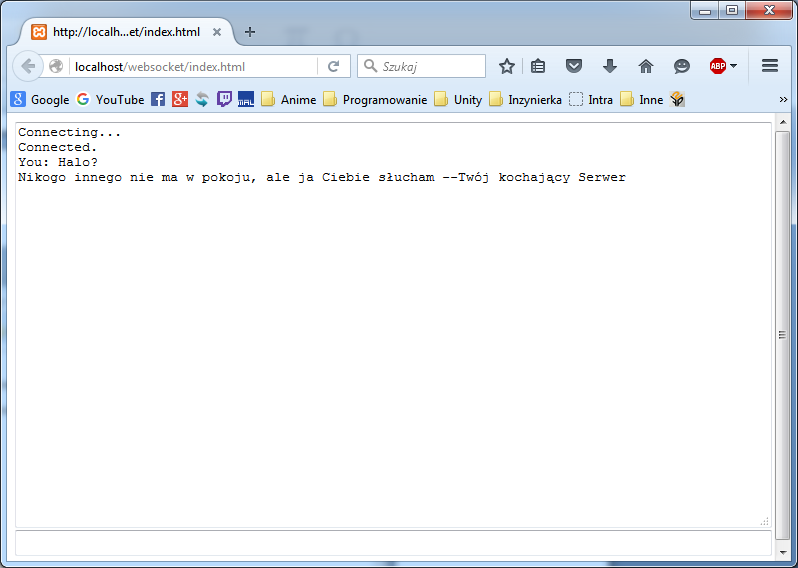 http://localh...et/index.html
localhost/websocket/index.html
Szukaj
ABP
Google YouTube Anime Programowanie Unity Inzynierka Intra Inne »
Connecting...
Connected.
You: Halo?
Nikogo innego nie ma w pokoju, ale ja Ciebie słucham --Twój kochający Serwer